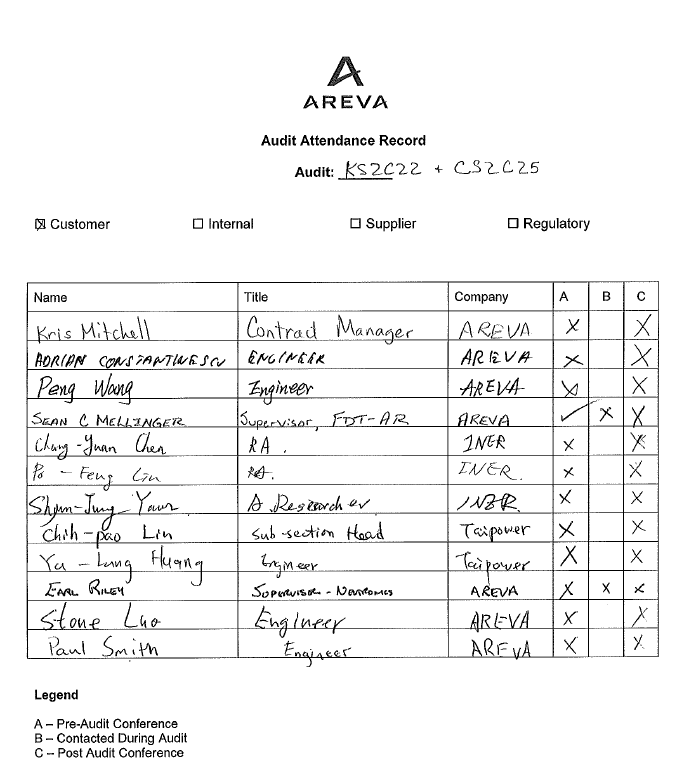 AREVA
Audit Attendance Record
Audit: KS2C22 + CS2C25
☒ Customer ☐ Internal ☐ Supplier ☐ Regulatory
Name Title Company A B C
Kris Mitchell Contract Manager AREVA X X
ADRIAN CONSTANTINESCU ENGINEER AREVA X X
Peng Wang Engineer AREVA X X
SEAN C MELLINGER Supervisor, FDT-AR AREVA ✓ X X
Chung-Yuan Chen RA. INER X X
Po-Feng Lin RA. INER. X X
A Researcher INER. X X
Chih-pao Lin Sub-section Head Taipower X X
Yu-Lung Huang Engineer Taipower X X
EARL RILEY SUPERVISOR - NEUTRONICS AREVA X X X
Stone Luo Engineer AREVA X X
Paul Smith Engineer AREVA X X
Legend
A – Pre-Audit Conference
B – Contacted During Audit
C – Post Audit Conference